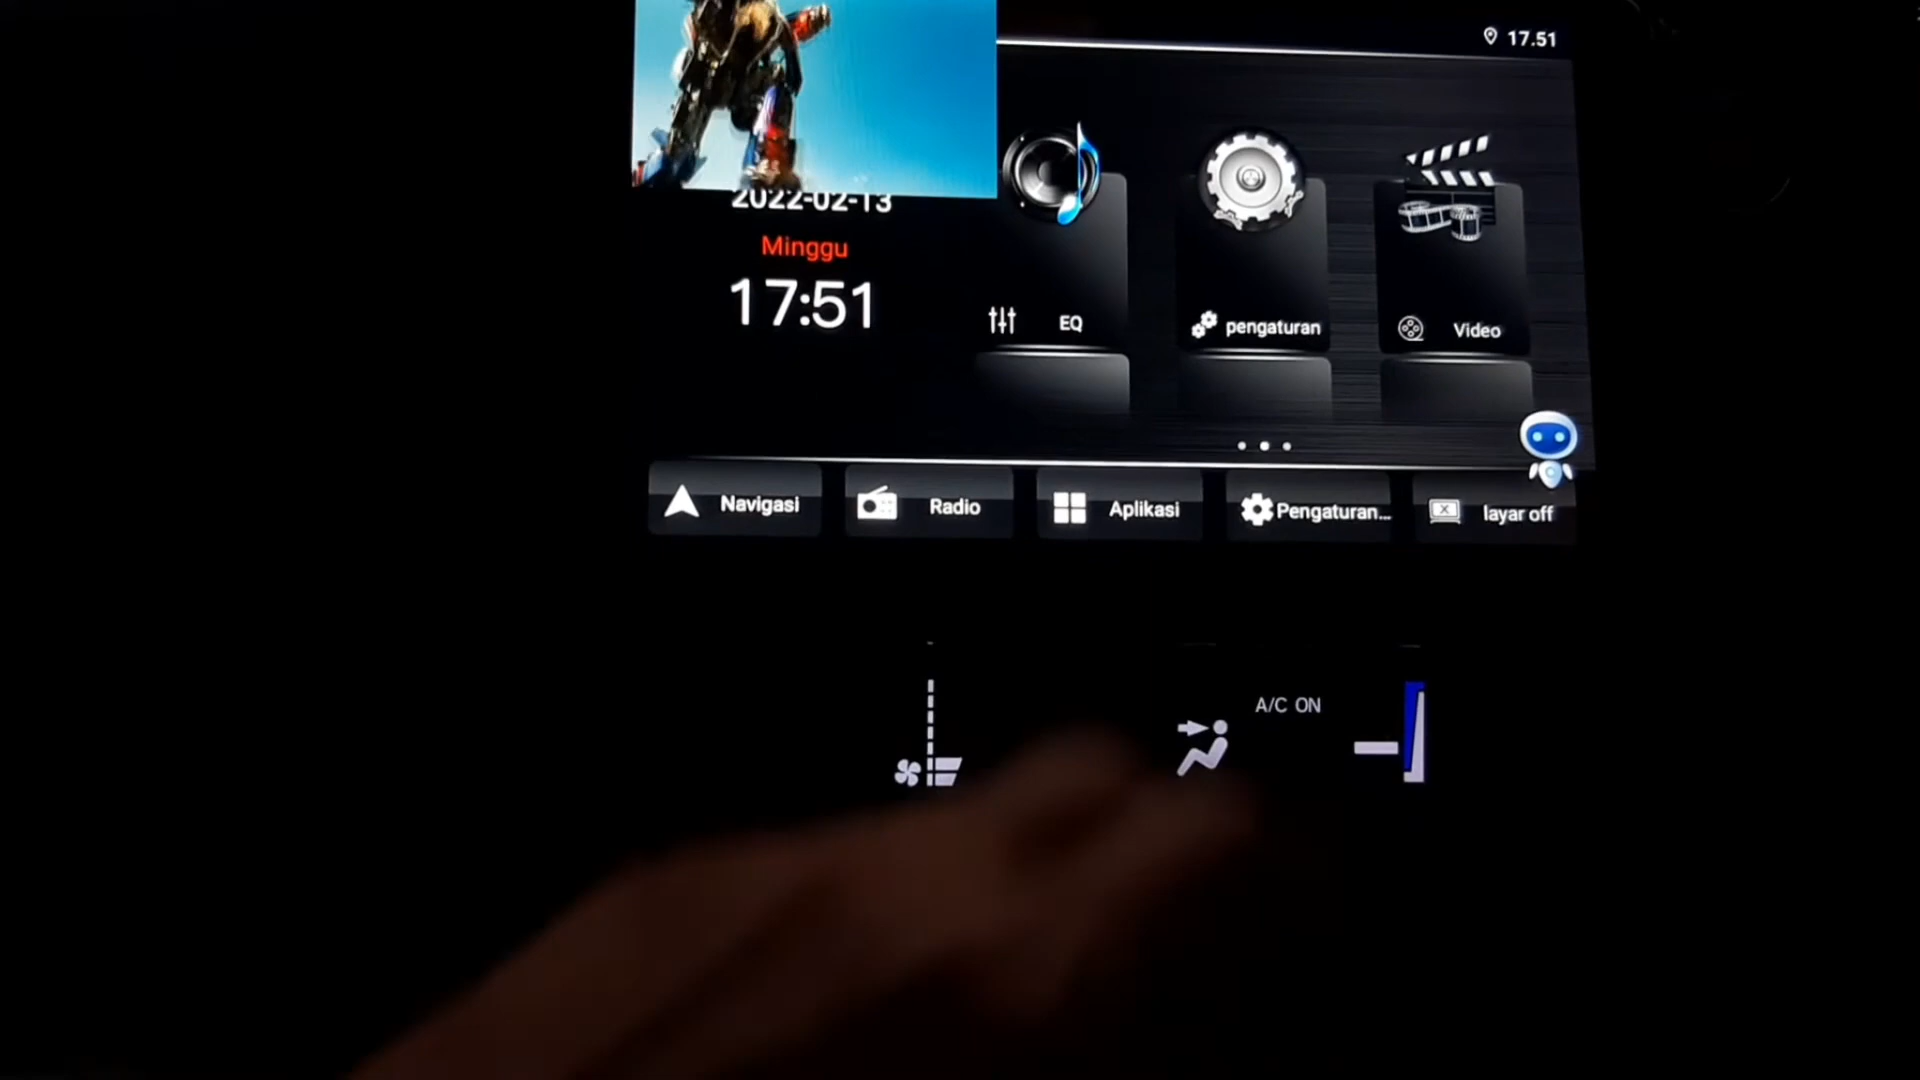 17.51
2022-02-13
Minggu
17:51
EQ
pengaturan
Video
Navigasi
Radio
Aplikasi
Pengaturan...
layar off
A/C ON